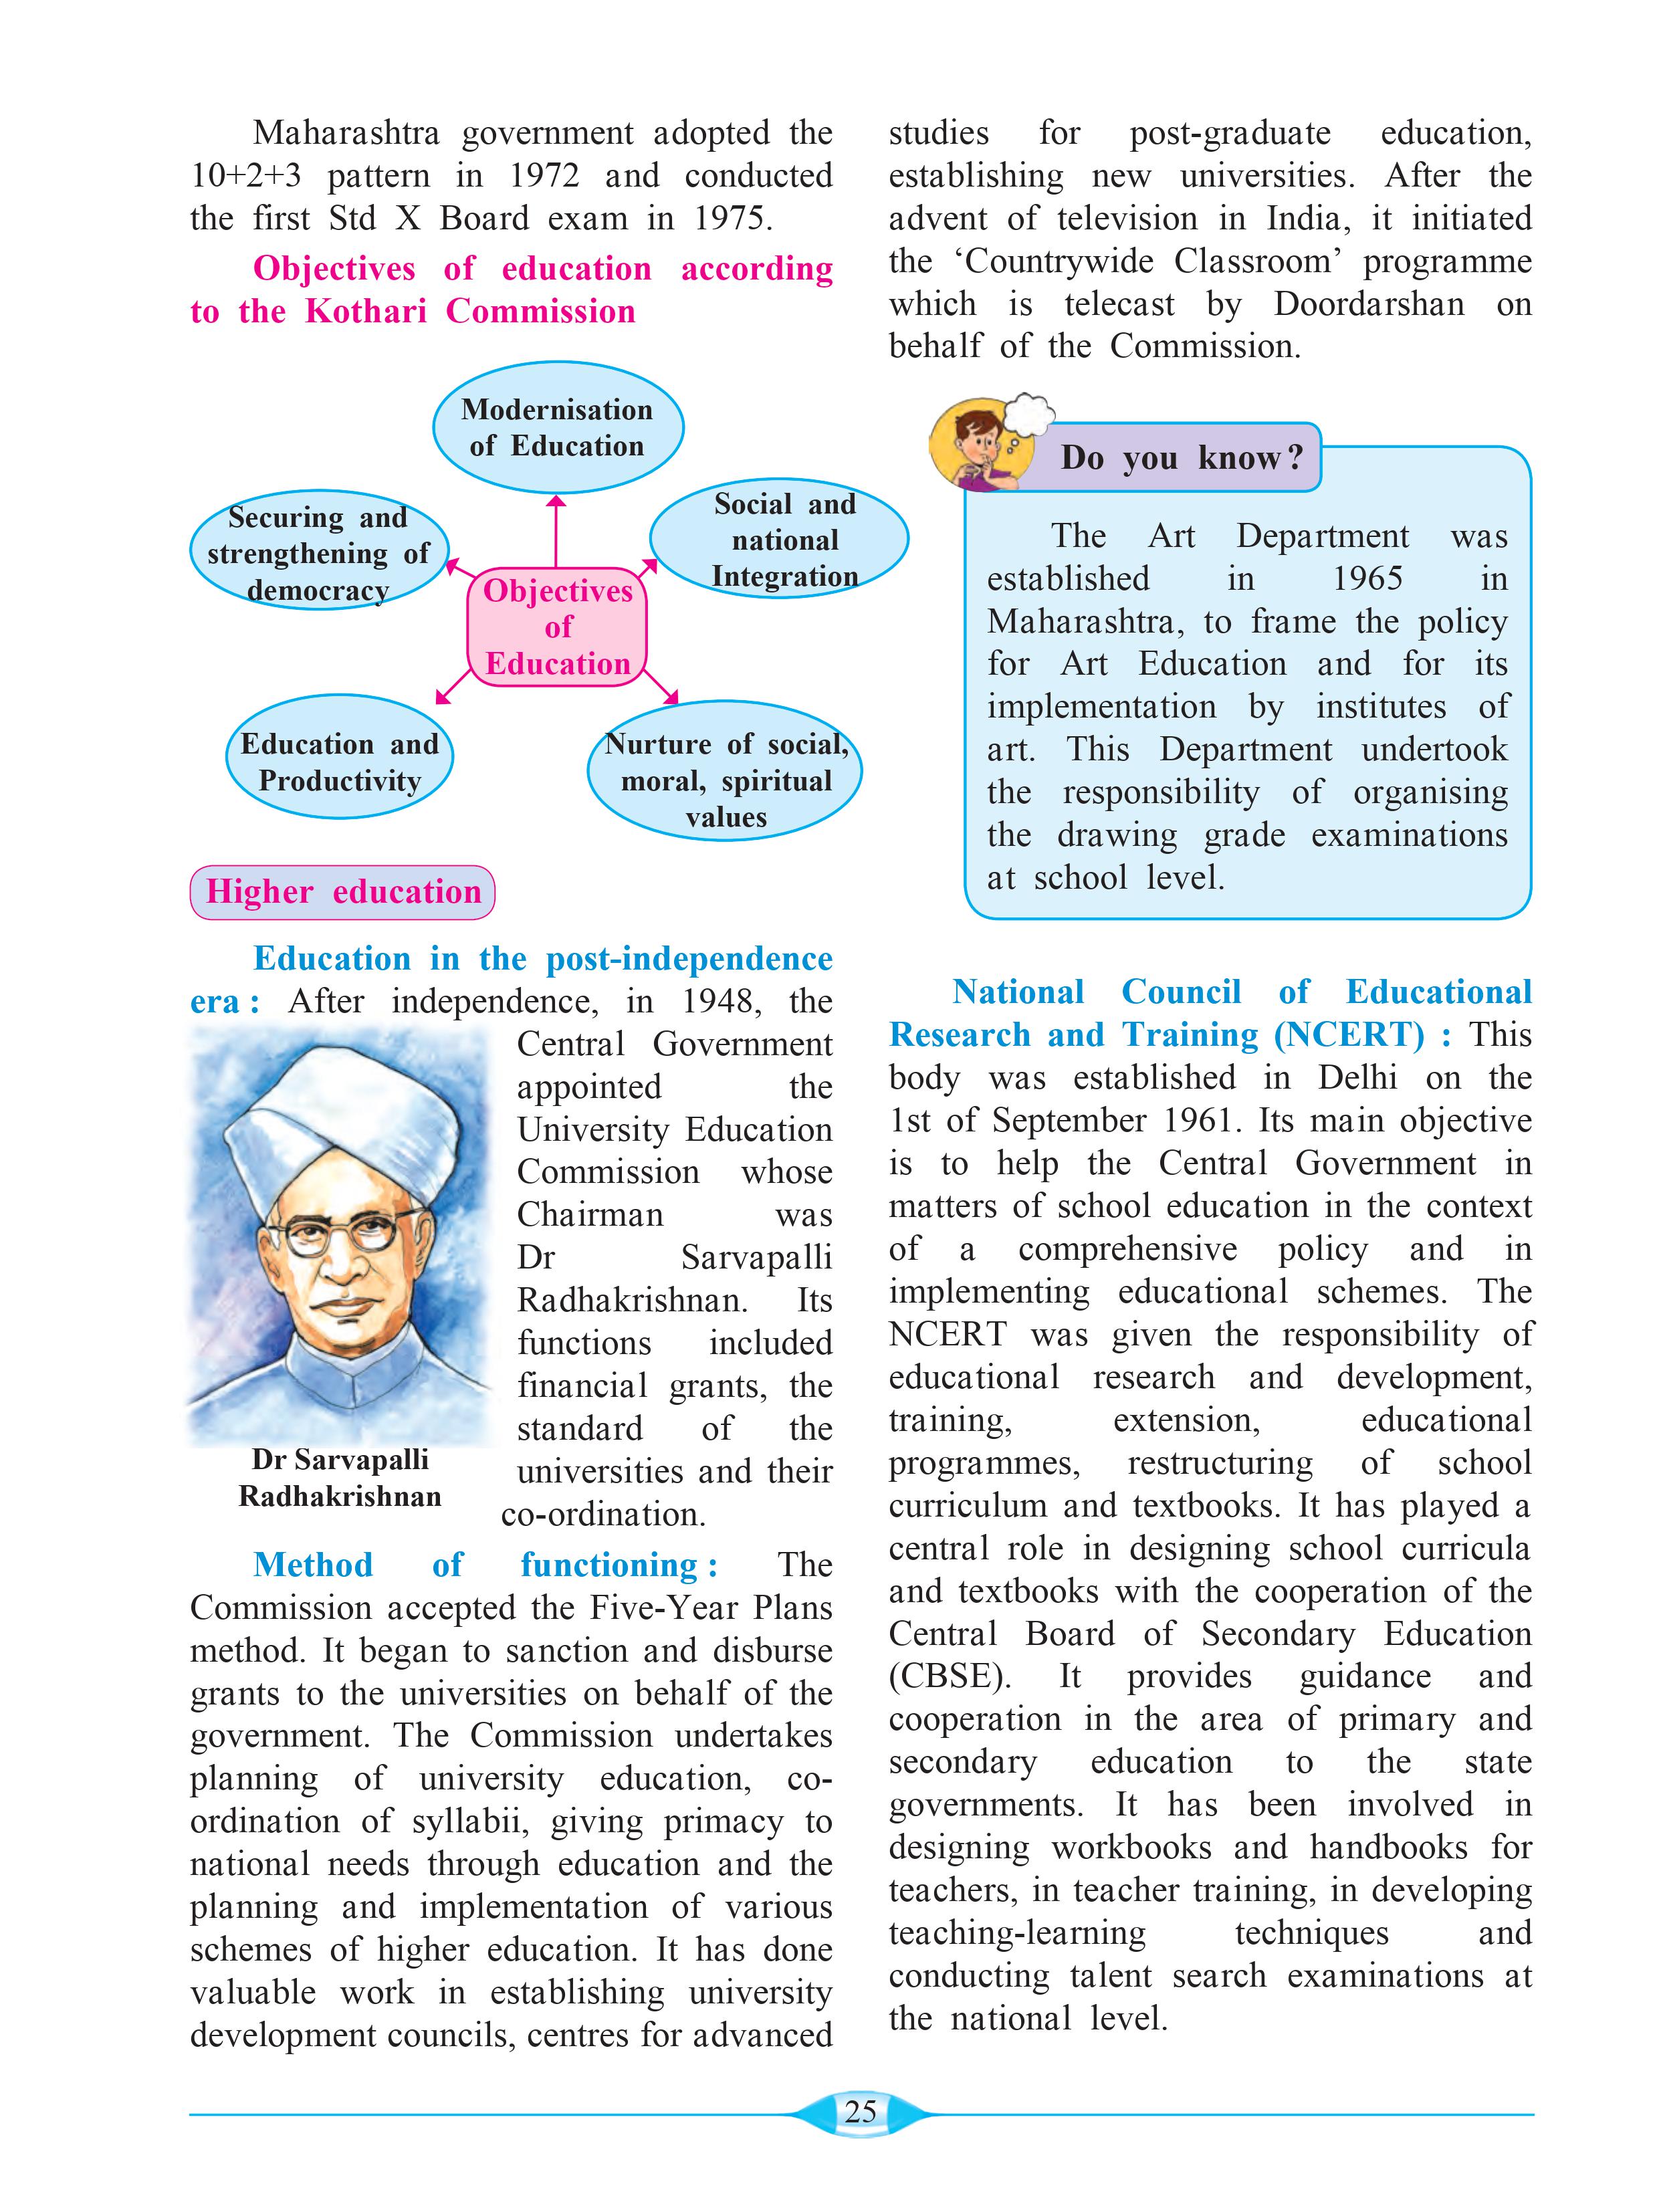 Maharashtra government adopted the
10+2+3 pattern in 1972 and conducted
the first Std X Board exam in 1975.
Objectives of education according
to the Kothari Commission
Modernisation
of Education
Securing and
strengthening of
democracy
Social and
national
Integration
Objectives
of
Education
Education and
Productivity
Nurture of social,
moral, spiritual
values
Higher education
Education in the post-independence
era : After independence, in 1948, the
Central Government
appointed the
University Education
Commission whose
Chairman was
Dr Sarvapalli
Radhakrishnan. Its
functions included
financial grants, the
standard of the
universities and their
co-ordination.
Dr Sarvapalli
Radhakrishnan
Method of functioning : The
Commission accepted the Five-Year Plans
method. It began to sanction and disburse
grants to the universities on behalf of the
government. The Commission undertakes
planning of university education, co-
ordination of syllabii, giving primacy to
national needs through education and the
planning and implementation of various
schemes of higher education. It has done
valuable work in establishing university
development councils, centres for advanced
studies for post-graduate education,
establishing new universities. After the
advent of television in India, it initiated
the ‘Countrywide Classroom’ programme
which is telecast by Doordarshan on
behalf of the Commission.
Do you know ?
The Art Department was
established in 1965 in
Maharashtra, to frame the policy
for Art Education and for its
implementation by institutes of
art. This Department undertook
the responsibility of organising
the drawing grade examinations
at school level.
National Council of Educational
Research and Training (NCERT) : This
body was established in Delhi on the
1st of September 1961. Its main objective
is to help the Central Government in
matters of school education in the context
of a comprehensive policy and in
implementing educational schemes. The
NCERT was given the responsibility of
educational research and development,
training, extension, educational
programmes, restructuring of school
curriculum and textbooks. It has played a
central role in designing school curricula
and textbooks with the cooperation of the
Central Board of Secondary Education
(CBSE). It provides guidance and
cooperation in the area of primary and
secondary education to the state
governments. It has been involved in
designing workbooks and handbooks for
teachers, in teacher training, in developing
teaching-learning techniques and
conducting talent search examinations at
the national level.
25